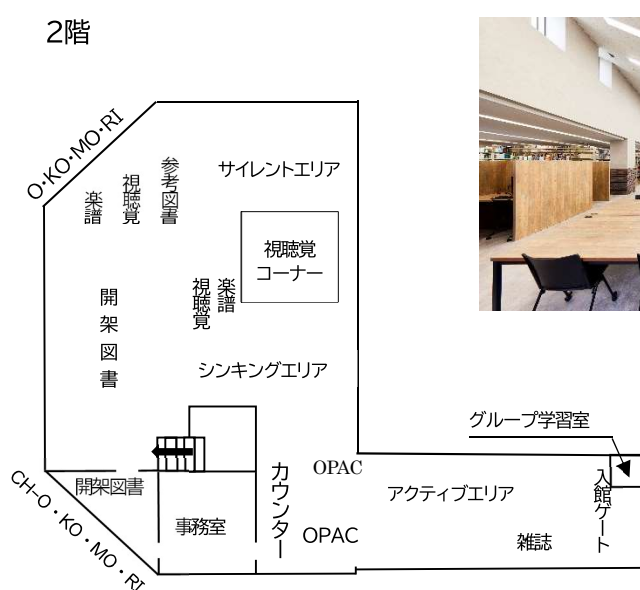 2階
O・KO・MO・RI
参考図書
視聴覚
楽譜
サイレントエリア
視聴覚
コーナー
楽譜
視聴覚
開架図書
シンキングエリア
グループ学習室
OPAC
カウンター
アクティブエリア
入館ゲート
開架図書
CH-O・KO・MO・RI
事務室
OPAC
雑誌